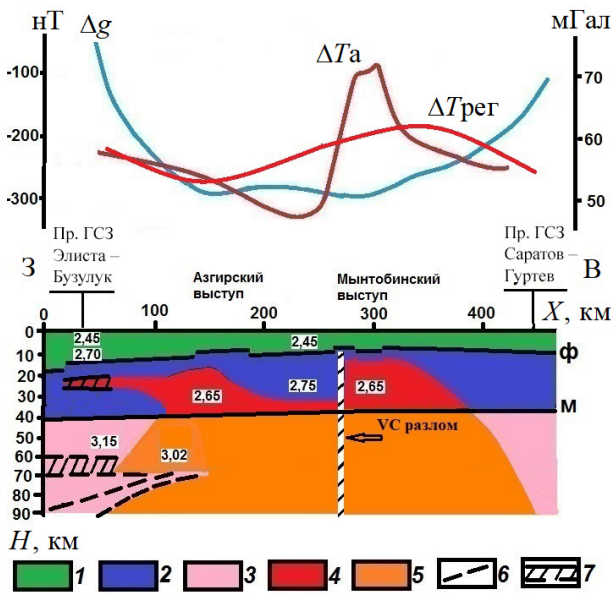 нТ
Δg
мГал
ΔTа
ΔTрег
-100
-200
-300
70
60
50
Пр. ГСЗ
Элиста –
Бузулук
Пр. ГСЗ
Саратов –
Гуртев
З
Азгирский
выступ
Мынтобинский
выступ
В
X, км
0
100
200
300
400
0
10
20
30
40
50
60
70
80
90
2,45
2,45
2,70
2,65
2,75
2,65
3,15
3,02
VC разлом
Ф
М
H, км
1
2
3
4
5
6
7